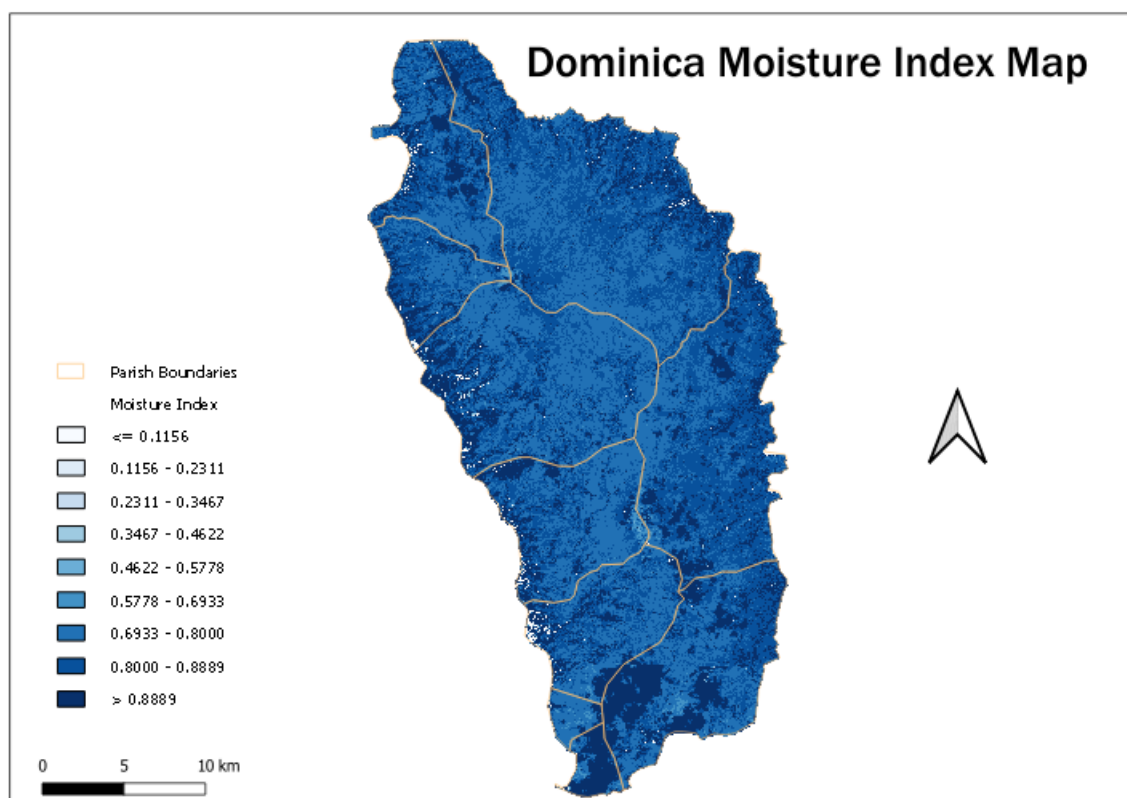 Dominica Moisture Index Map
Parish Boundaries
Moisture Index
<= 0.1156
0.1156 - 0.2311
0.2311 - 0.3467
0.3467 - 0.4622
0.4622 - 0.5778
0.5778 - 0.6933
0.6933 - 0.8000
0.8000 - 0.8889
> 0.8889
0 5 10 km